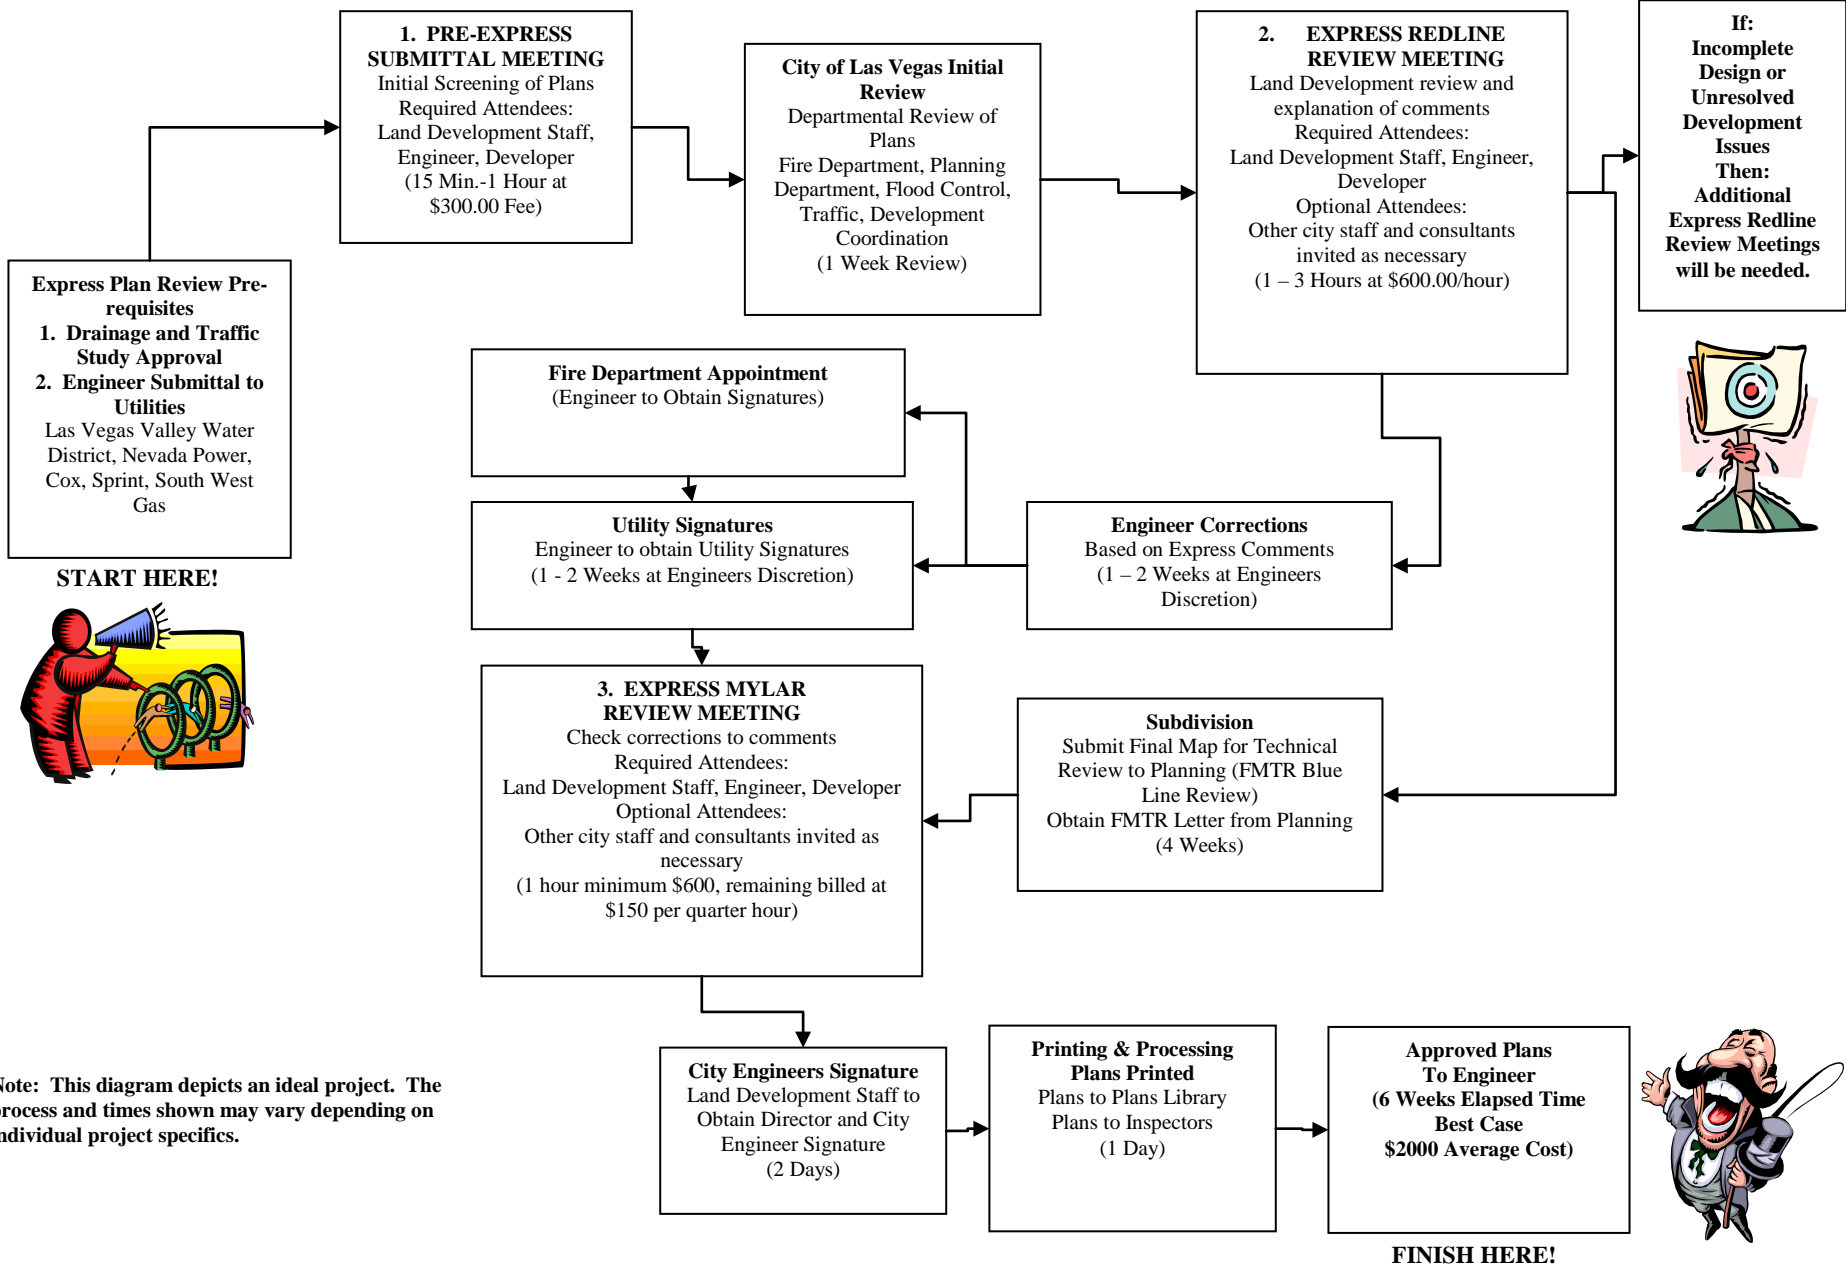 1. PRE-EXPRESS
SUBMITTAL MEETING
Initial Screening of Plans
Required Attendees:
Land Development Staff,
Engineer, Developer
(15 Min.-1 Hour at
$300.00 Fee)
City of Las Vegas Initial
Review
Departmental Review of
Plans
Fire Department, Planning
Department, Flood Control,
Traffic, Development
Coordination
(1 Week Review)
2. EXPRESS REDLINE
REVIEW MEETING
Land Development review and
explanation of comments
Required Attendees:
Land Development Staff, Engineer,
Developer
Optional Attendees:
Other city staff and consultants
invited as necessary
(1 – 3 Hours at $600.00/hour)
If:
Incomplete
Design or
Unresolved
Development
Issues
Then:
Additional
Express Redline
Review Meetings
will be needed.
Express Plan Review Pre-
requisites
1. Drainage and Traffic
Study Approval
2. Engineer Submittal to
Utilities
Las Vegas Valley Water
District, Nevada Power,
Cox, Sprint, South West
Gas
START HERE!
Fire Department Appointment
(Engineer to Obtain Signatures)
Utility Signatures
Engineer to obtain Utility Signatures
(1 - 2 Weeks at Engineers Discretion)
Engineer Corrections
Based on Express Comments
(1 – 2 Weeks at Engineers
Discretion)
3. EXPRESS MYLAR
REVIEW MEETING
Check corrections to comments
Required Attendees:
Land Development Staff, Engineer, Developer
Optional Attendees:
Other city staff and consultants invited as
necessary
(1 hour minimum $600, remaining billed at
$150 per quarter hour)
Subdivision
Submit Final Map for Technical
Review to Planning (FMTR Blue
Line Review)
Obtain FMTR Letter from Planning
(4 Weeks)
Note: This diagram depicts an ideal project. The
process and times shown may vary depending on
individual project specifics.
City Engineers Signature
Land Development Staff to
Obtain Director and City
Engineer Signature
(2 Days)
Printing & Processing
Plans Printed
Plans to Plans Library
Plans to Inspectors
(1 Day)
Approved Plans
To Engineer
(6 Weeks Elapsed Time
Best Case
$2000 Average Cost)
FINISH HERE!